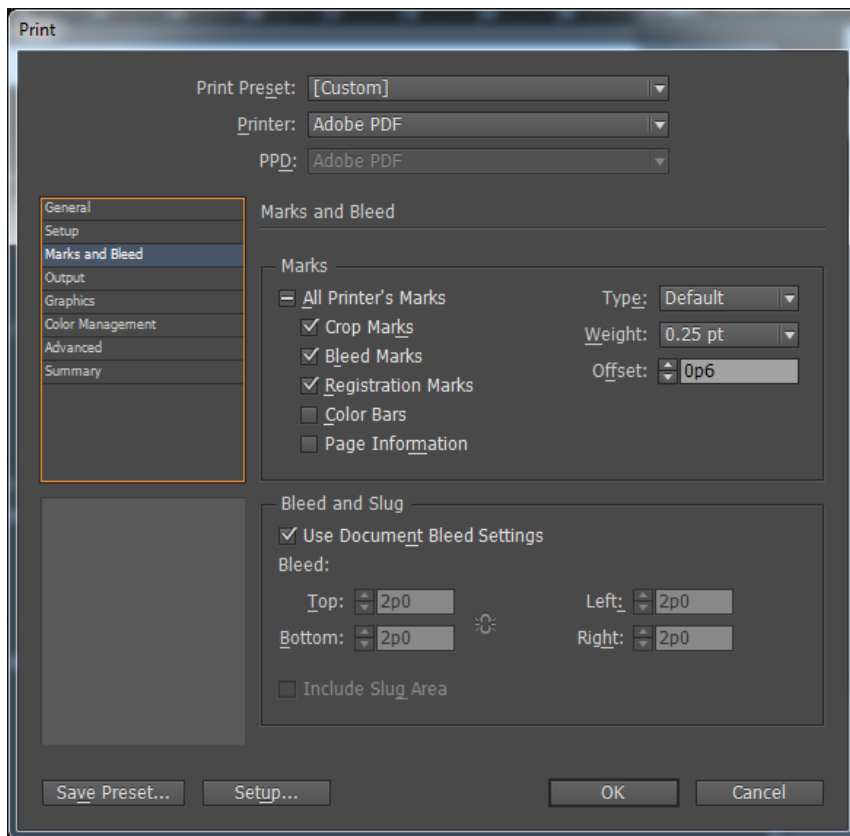 Print
Print Preset: [Custom]
Printer: Adobe PDF
PPD: Adobe PDF
General
Setup
Marks and Bleed
Output
Graphics
Color Management
Advanced
Summary
Marks and Bleed
Marks
All Printer's Marks
Crop Marks
Bleed Marks
Registration Marks
Color Bars
Page Information
Type: Default
Weight: 0.25 pt
Offset: 0p6
Bleed and Slug
Use Document Bleed Settings
Bleed:
Top: 2p0 Left: 2p0
Bottom: 2p0 Right: 2p0
Include Slug Area
Save Preset... Setup... OK Cancel